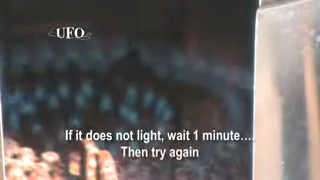 UFO
If it does not light, wait 1 minute....
Then try again